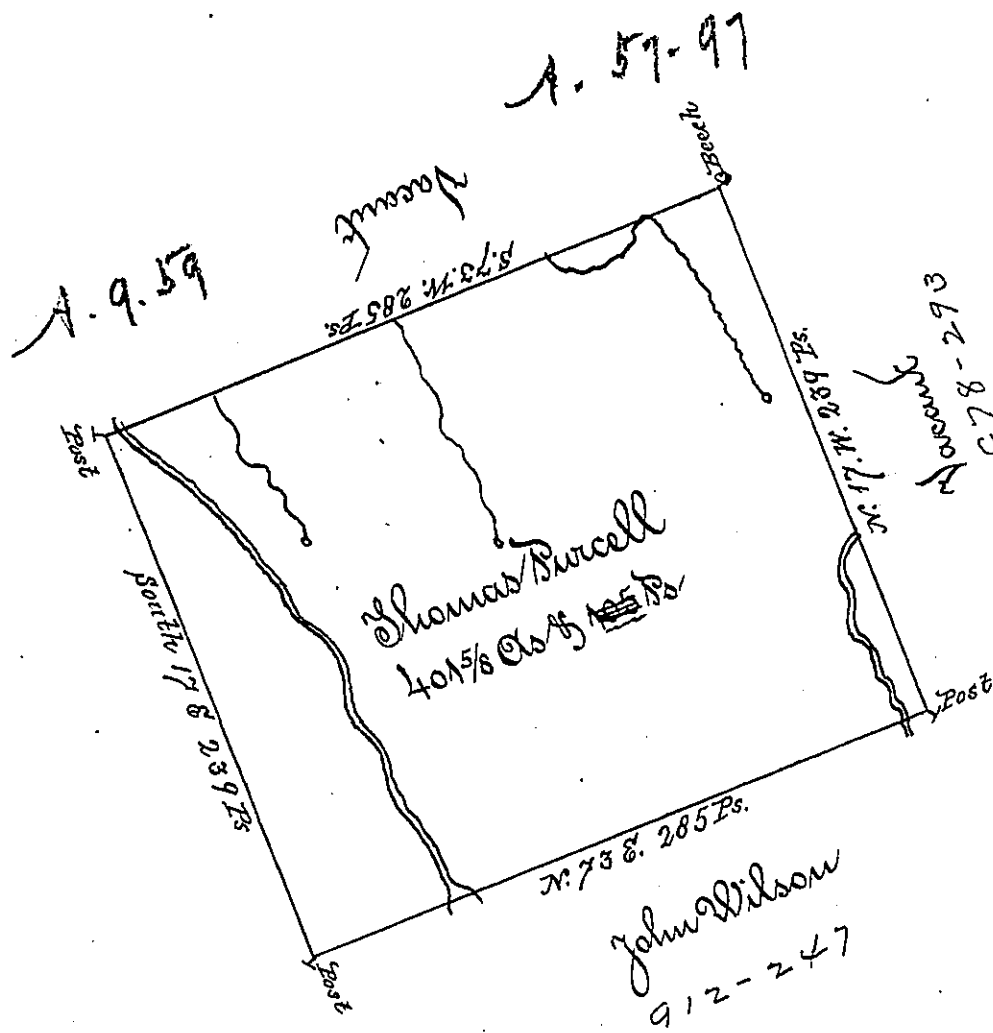 A. 57-97
Beech
Vacant
A. 9. 59
S. 73. W. 285 Ps.
Post
N. 17. W. 239 Ps.
Vacant
C. 78-293
Thomas Purcell
401 5/8 As & 105 Ps
South 17 E 239 Ps
Post
N. 73 E. 285 Ps.
Post
John Wilson
912-247